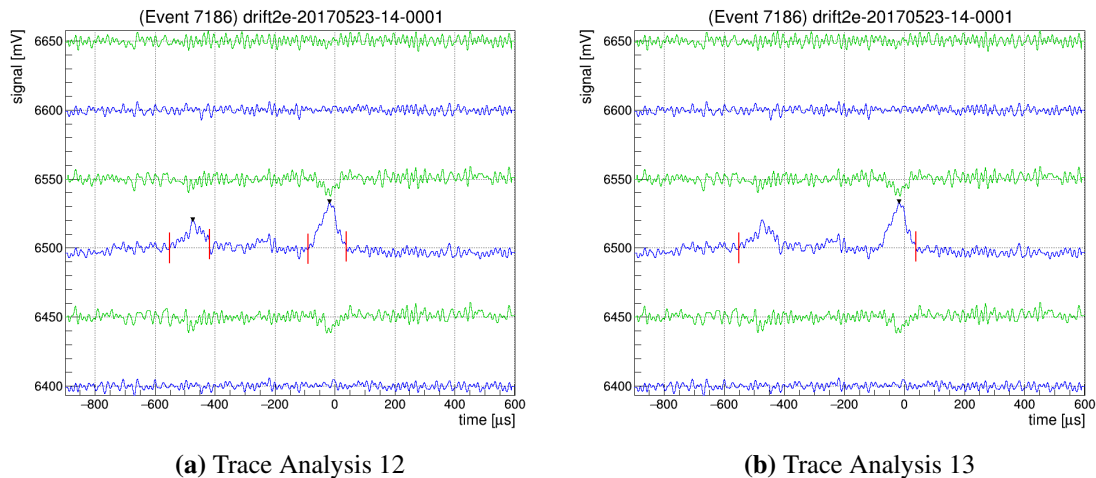 (Event 7186) drift2e-20170523-14-0001
signal [mV]
6650
6600
6550
6500
6450
6400
−800 −600 −400 −200 0 200 400 600
time [μs]
(a) Trace Analysis 12
(Event 7186) drift2e-20170523-14-0001
signal [mV]
6650
6600
6550
6500
6450
6400
−800 −600 −400 −200 0 200 400 600
time [μs]
(b) Trace Analysis 13